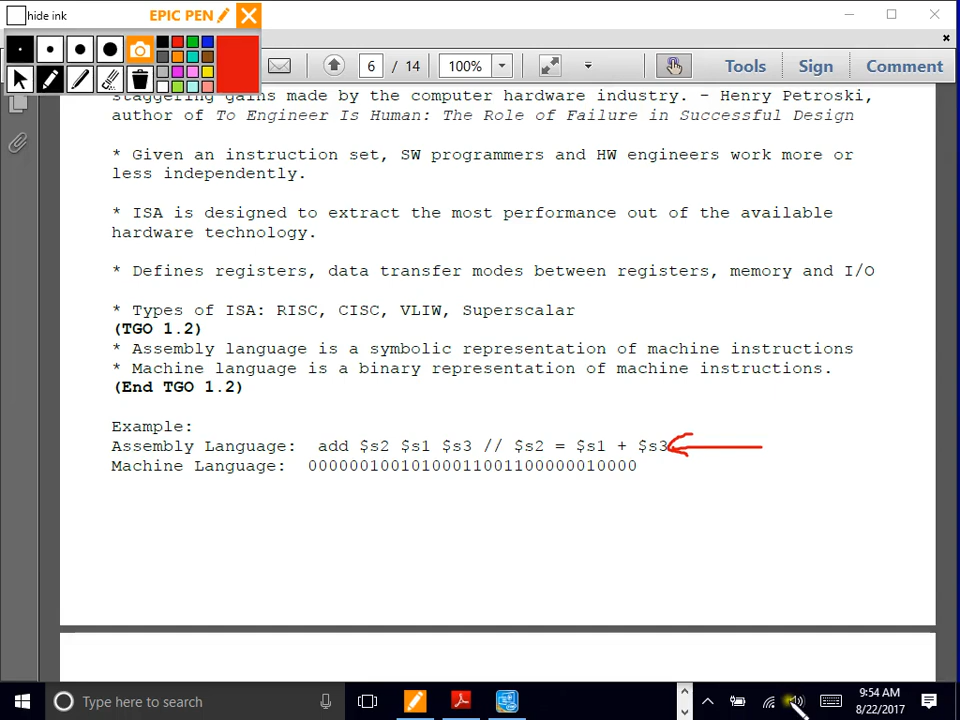 hide ink
EPIC PEN
6 / 14
100%
Tools
Sign
Comment
staggering gains made by the computer hardware industry. - Henry Petroski,
author of To Engineer Is Human: The Role of Failure in Successful Design
* Given an instruction set, SW programmers and HW engineers work more or
less independently.
* ISA is designed to extract the most performance out of the available
hardware technology.
* Defines registers, data transfer modes between registers, memory and I/O
* Types of ISA: RISC, CISC, VLIW, Superscalar
(TGO 1.2)
* Assembly language is a symbolic representation of machine instructions
* Machine language is a binary representation of machine instructions.
(End TGO 1.2)
Example:
Assembly Language: add $s2 $s1 $s3 // $s2 = $s1 + $s3
Machine Language: 00000010010100011001100000010000
Type here to search
9:54 AM
8/22/2017